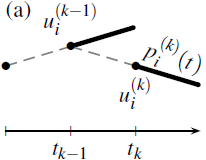 (a) u_i^{(k-1)}
p_i^{(k)}(t)
u_i^{(k)}
t_{k-1} t_k